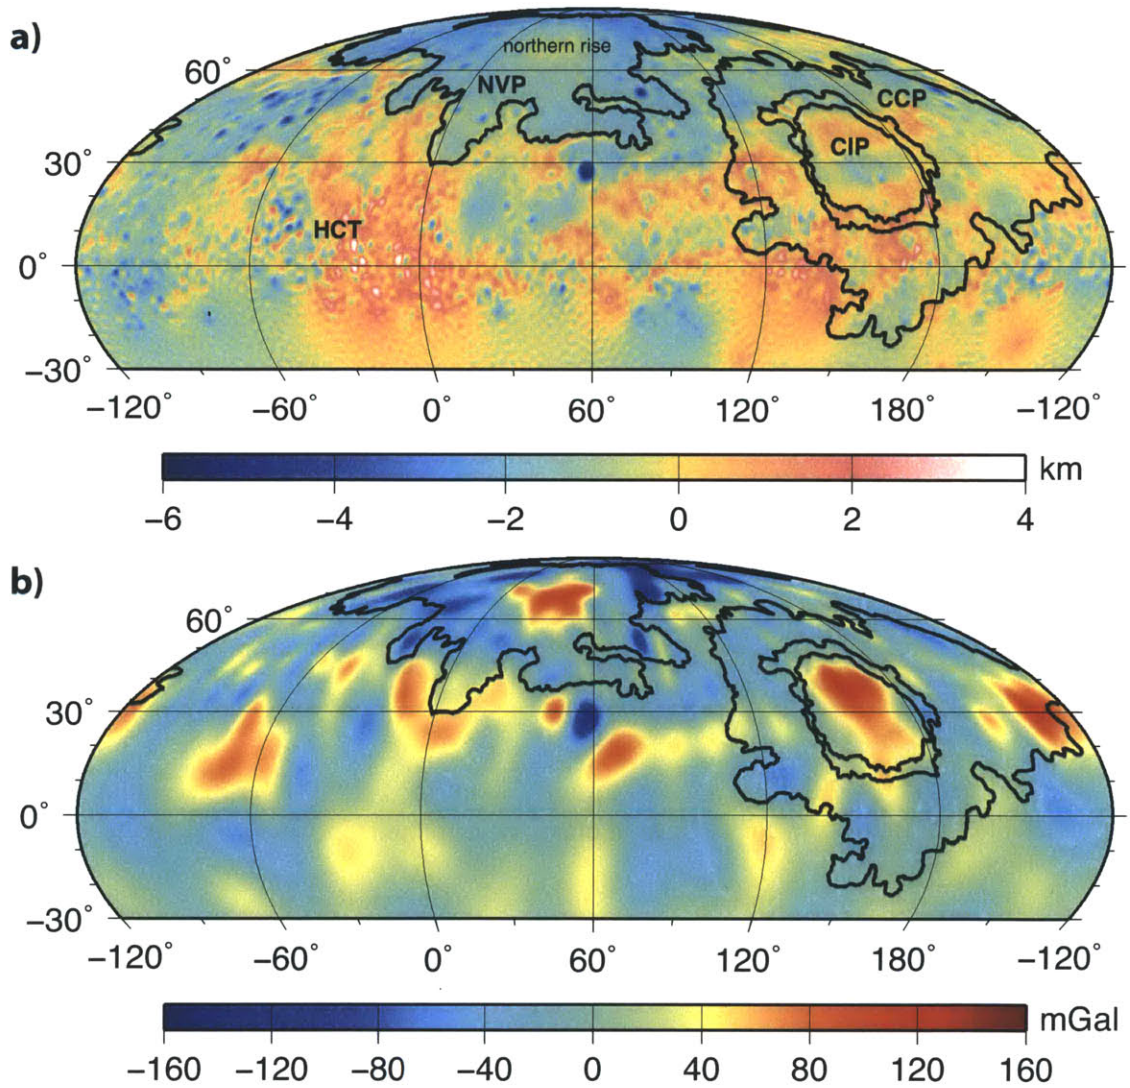 a)
northern rise
60°
NVP
CCP
CIP
30°
HCT
0°
−30°
−120° −60° 0° 60° 120° 180° −120°
km
−6 −4 −2 0 2 4
b)
60°
30°
0°
−30°
−120° −60° 0° 60° 120° 180° −120°
mGal
−160 −120 −80 −40 0 40 80 120 160